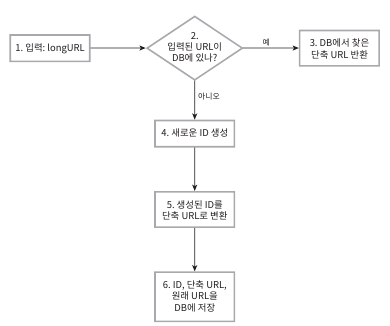 1. 입력: longURL
2.
입력된 URL이
DB에 있나?
예
3. DB에서 찾은
단축 URL 반환
아니오
4. 새로운 ID 생성
5. 생성된 ID를
단축 URL로 변환
6. ID, 단축 URL,
원래 URL을
DB에 저장